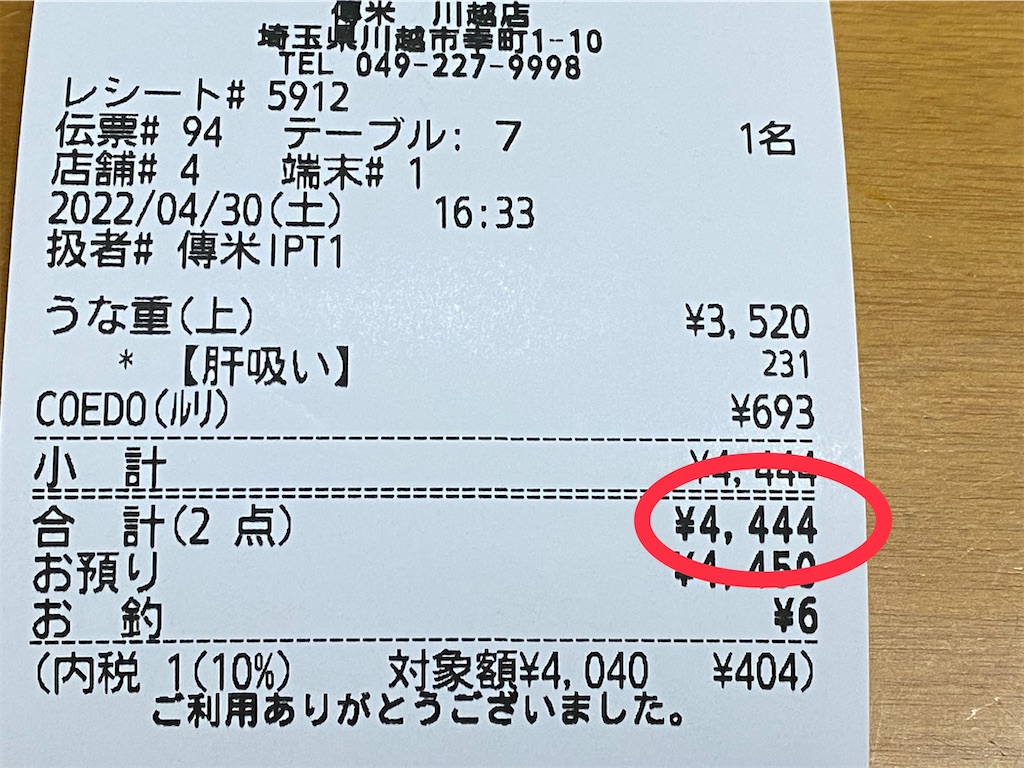 傳米 川越店
埼玉県川越市幸町1-10
TEL 049-227-9998
レシート# 5912
伝票# 94 テーブル: 7 1名
店舗# 4 端末# 1
2022/04/30(土) 16:33
扱者# 傳米IPT1
うな重(上) ¥3,520
* 【肝吸い】 231
COEDO(ルリ) ¥693
小 計 ¥4,444
合 計(2 点) ¥4,444
お預り ¥4,450
お 釣 ¥6
(内税 1(10%) 対象額¥4,040 ¥404)
ご利用ありがとうございました。